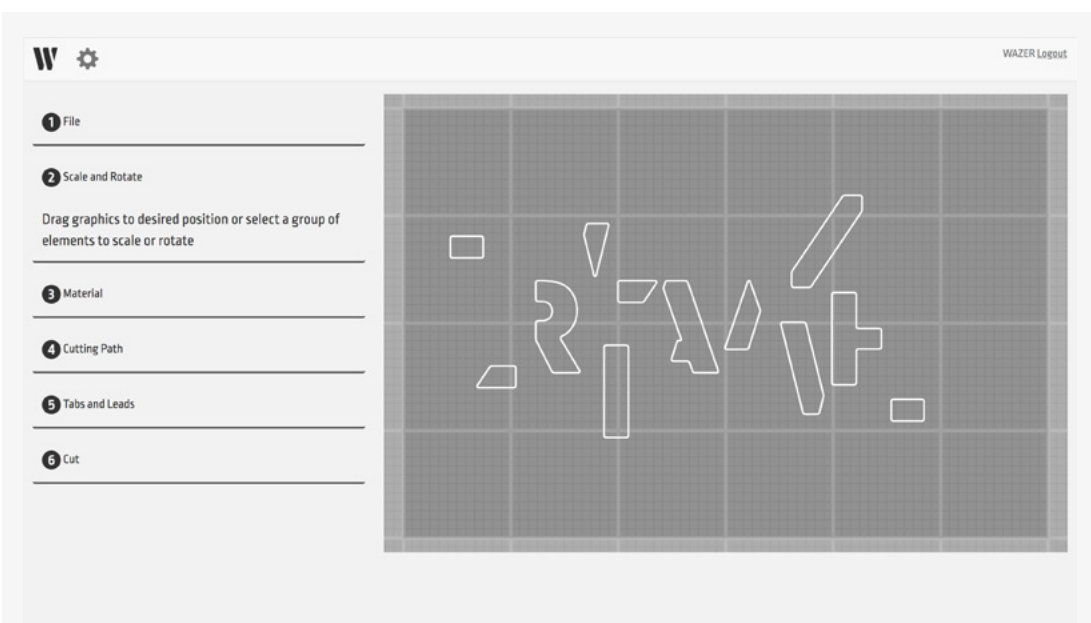 W
WAZER Logout
1 File
2 Scale and Rotate
Drag graphics to desired position or select a group of
elements to scale or rotate
3 Material
4 Cutting Path
5 Tabs and Leads
6 Cut